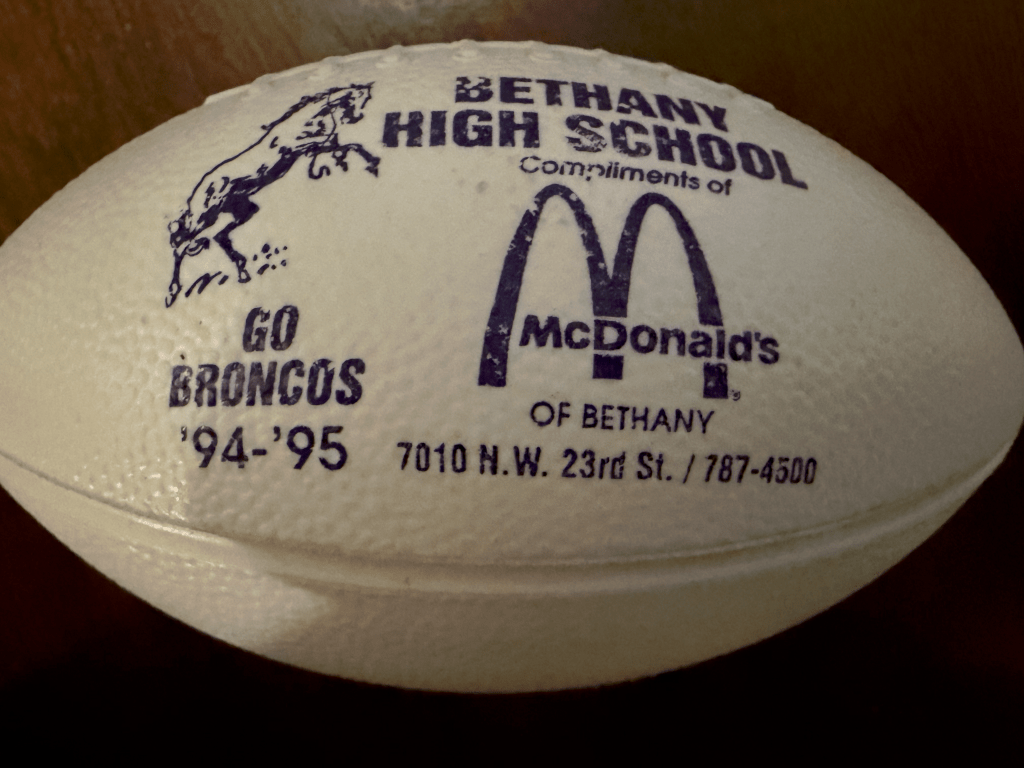 BETHANY
HIGH SCHOOL
Compliments of
McDonald's
OF BETHANY
7010 N.W. 23rd St. / 787-4500
GO
BRONCOS
'94-'95